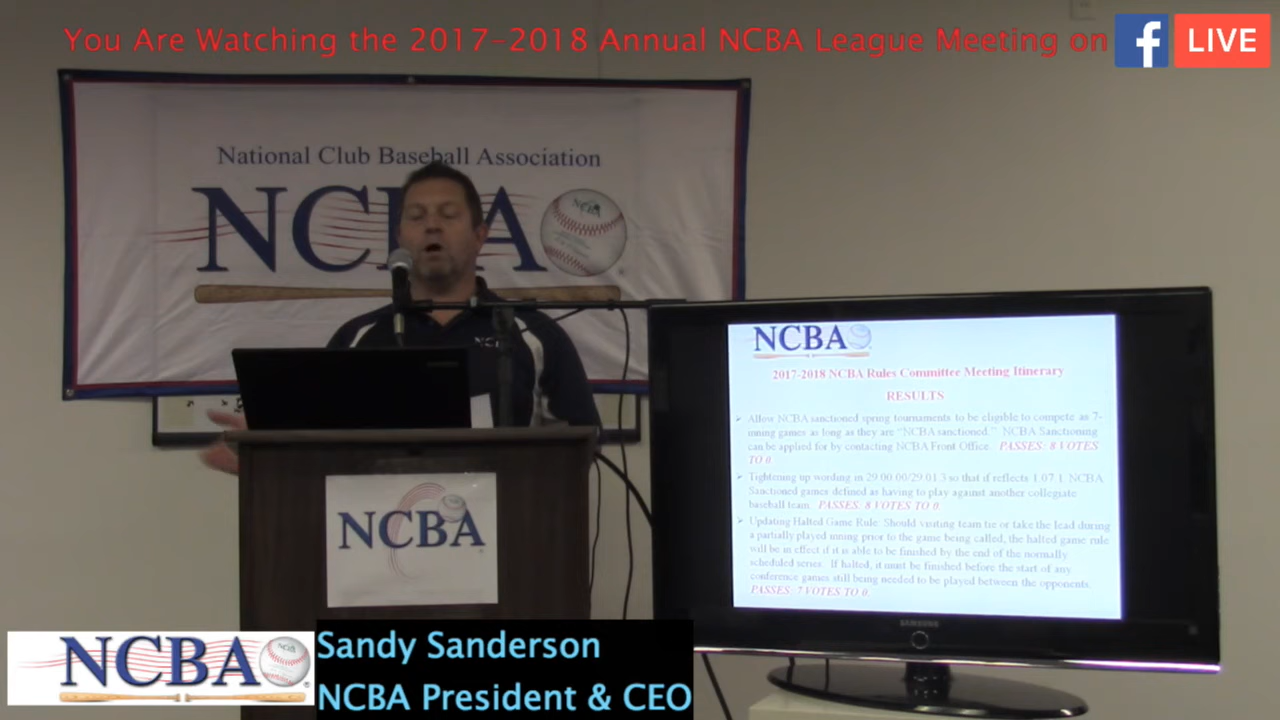 You Are Watching the 2017-2018 Annual NCBA League Meeting on f LIVE
National Club Baseball Association
NCBA
NCBA
2017-2018 NCBA Rules Committee Meeting Itinerary
RESULTS
Allow NCBA sanctioned spring tournaments to be eligible to compete as 7-
inning games as long as they are "NCBA sanctioned." NCBA Sanctioning
can be applied for by contacting NCBA Front Office. PASSES: 8 VOTES
TO 0.
Tightening up wording in 29.00.00/29.01.3 so that if reflects 1.07.1 NCBA
Sanctioned games defined as having to play against another collegiate
baseball team. PASSES: 8 VOTES TO 0.
Updating Halted Game Rule: Should visiting team tie or take the lead during
a partially played inning prior to the game being called, the halted game rule
will be in effect if it is able to be finished by the end of the normally
scheduled series. If halted, it must be finished before the start of any
conference games still being needed to be played between the opponents.
PASSES: 7 VOTES TO 0.
SAMSUNG
NCBA
NCBA
Sandy Sanderson
NCBA President & CEO